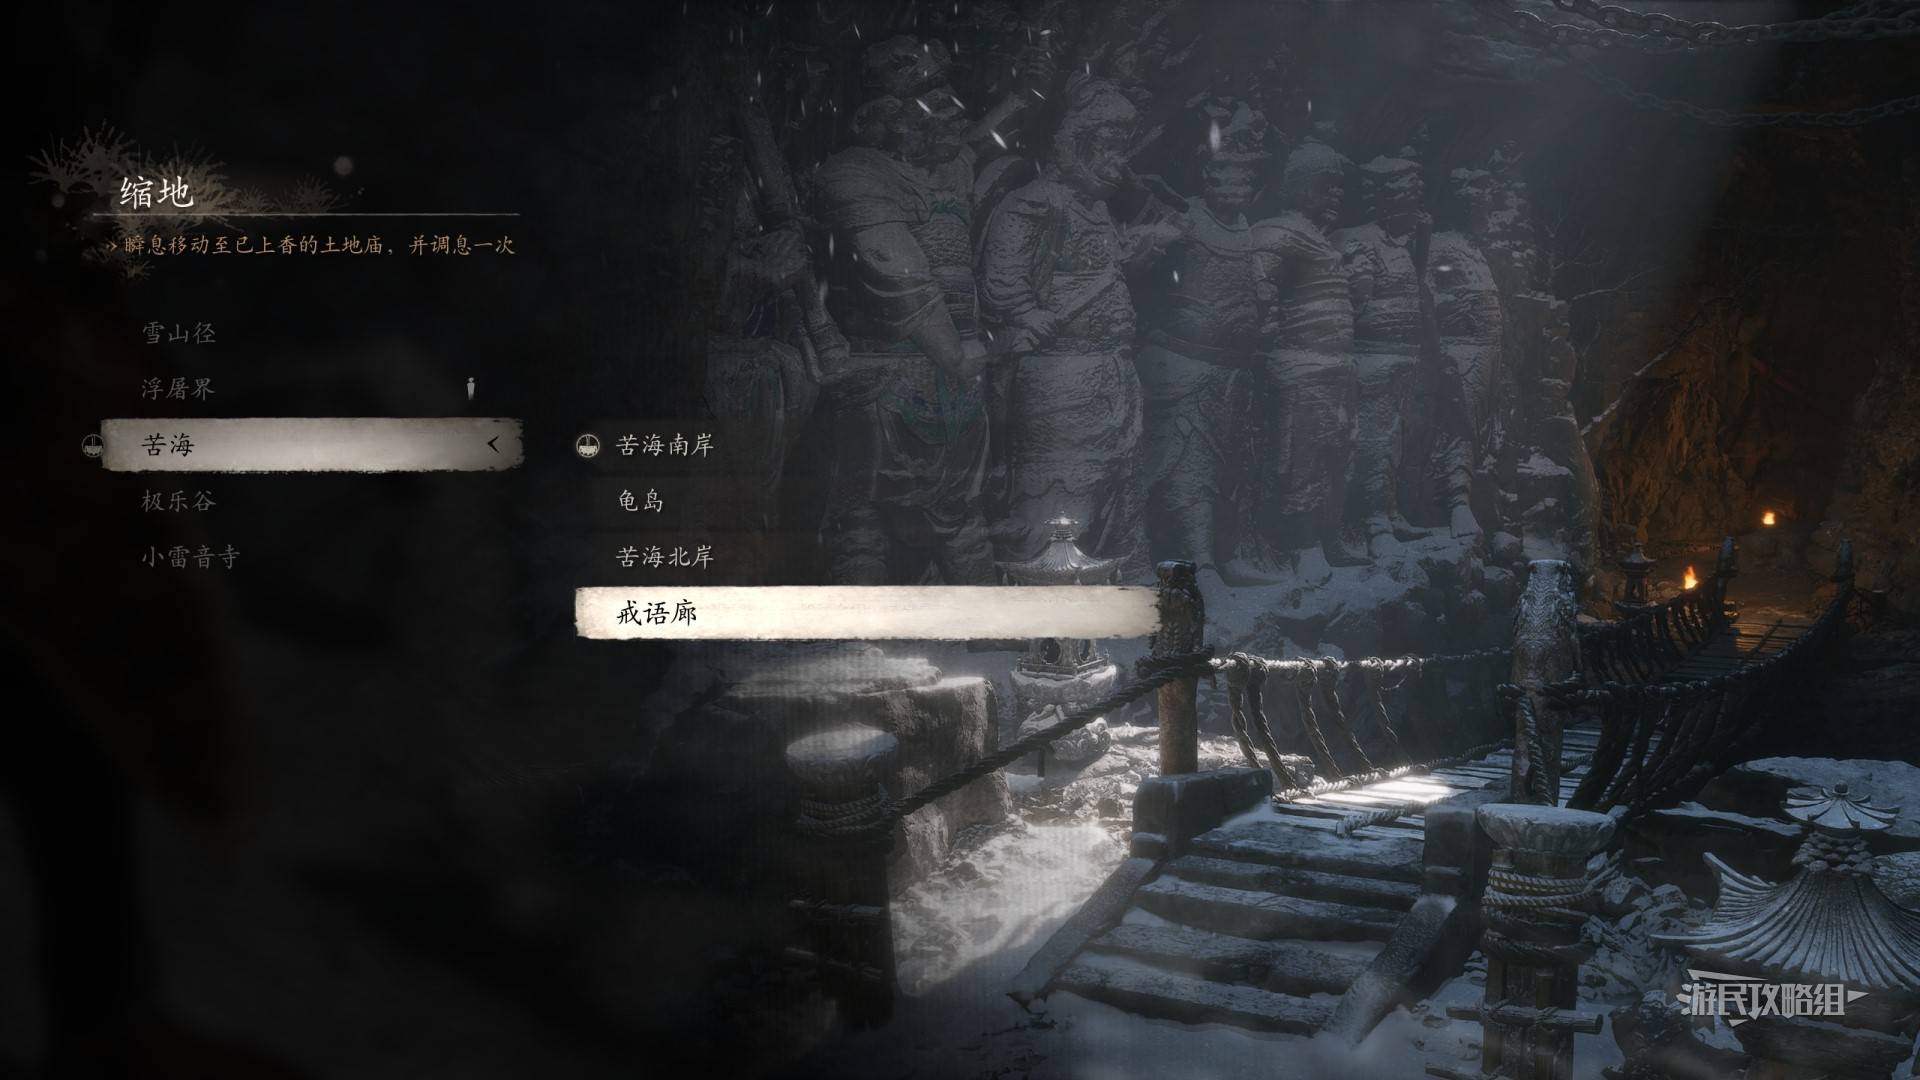 缩地
瞬息移动至已上香的土地庙，并调息一次
雪山径
浮屠界
苦海
极乐谷
小雷音寺
苦海南岸
龟岛
苦海北岸
戒语廊
游民攻略组